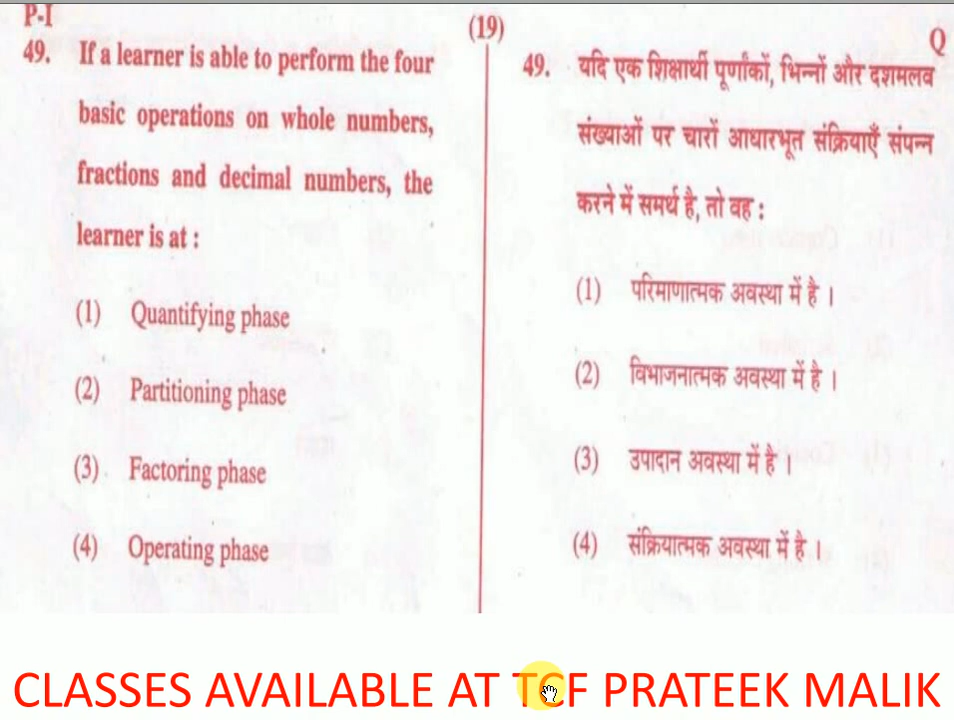 P-I
(19)
Q
49. If a learner is able to perform the four
basic operations on whole numbers,
fractions and decimal numbers, the
learner is at :
(1) Quantifying phase
(2) Partitioning phase
(3) Factoring phase
(4) Operating phase
49. यदि एक शिक्षार्थी पूर्णांकों, भिन्नों और दशमलव
संख्याओं पर चारों आधारभूत संक्रियाएँ संपन्न
करने में समर्थ है, तो वह :
(1) परिमाणात्मक अवस्था में है ।
(2) विभाजनात्मक अवस्था में है ।
(3) उपादान अवस्था में है ।
(4) संक्रियात्मक अवस्था में है ।
CLASSES AVAILABLE AT TCF PRATEEK MALIK